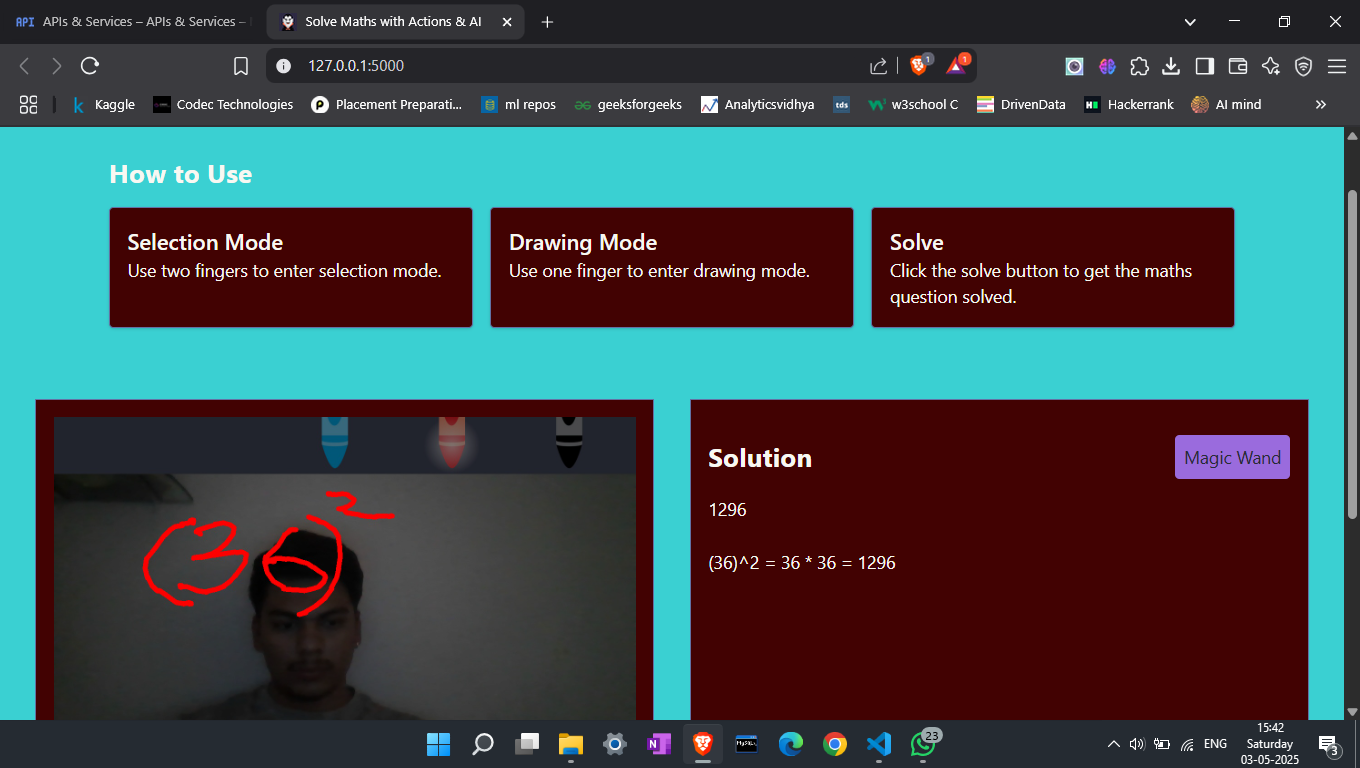 API APIs & Services – APIs & Services –
Solve Maths with Actions & AI
127.0.0.1:5000
1
1
Kaggle
Codec Technologies
Placement Preparati...
ml repos
geeksforgeeks
Analyticsvidhya
tds
w3school C
DrivenData
Hackerrank
AI mind
How to Use
Selection Mode
Use two fingers to enter selection mode.
Drawing Mode
Use one finger to enter drawing mode.
Solve
Click the solve button to get the maths
question solved.
(36)²
Solution
Magic Wand
1296
(36)^2 = 36 * 36 = 1296
23
ENG
15:42
Saturday
03-05-2025
3